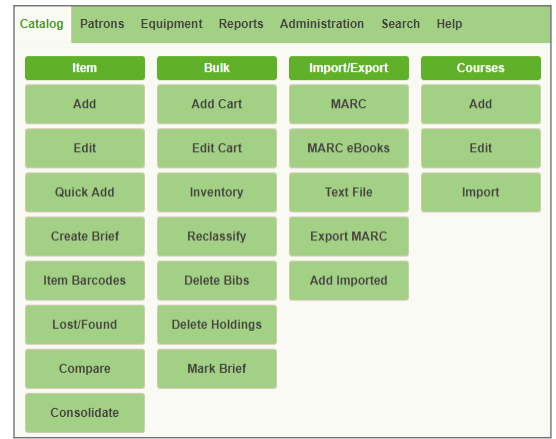 Catalog Patrons Equipment Reports Administration Search Help
Item Bulk Import/Export Courses
Add Add Cart MARC Add
Edit Edit Cart MARC eBooks Edit
Quick Add Inventory Text File Import
Create Brief Reclassify Export MARC
Item Barcodes Delete Bibs Add Imported
Lost/Found Delete Holdings
Compare Mark Brief
Consolidate